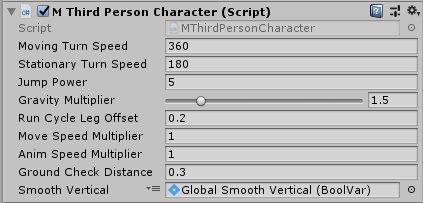 M Third Person Character (Script)
Script MThirdPersonCharacter
Moving Turn Speed 360
Stationary Turn Speed 180
Jump Power 5
Gravity Multiplier 1.5
Run Cycle Leg Offset 0.2
Move Speed Multiplier 1
Anim Speed Multiplier 1
Ground Check Distance 0.3
Smooth Vertical Global Smooth Vertical (BoolVar)